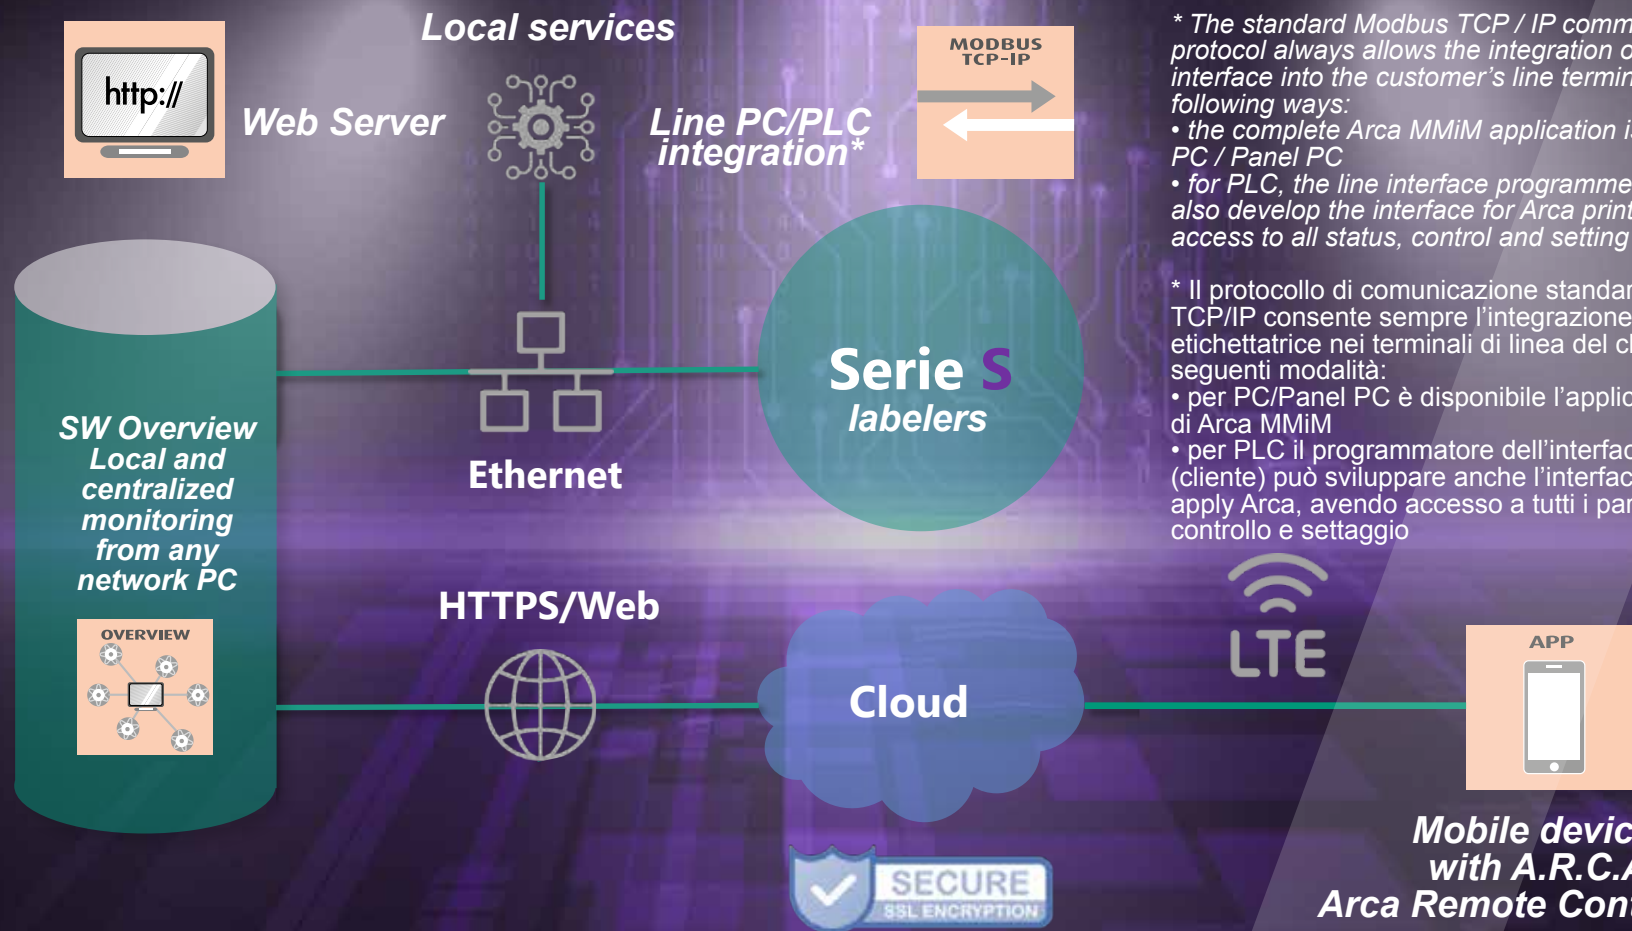 Local services
http://
Web Server
Line PC/PLC
integration*
MODBUS
TCP-IP
* The standard Modbus TCP / IP comm
protocol always allows the integration o
interface into the customer's line termin
following ways:
• the complete Arca MMiM application is
PC / Panel PC
• for PLC, the line interface programme
also develop the interface for Arca print
access to all status, control and setting
* Il protocollo di comunicazione standar
TCP/IP consente sempre l'integrazione
etichettatrice nei terminali di linea del cl
seguenti modalità:
• per PC/Panel PC è disponibile l'applic
di Arca MMiM
• per PLC il programmatore dell'interfac
(cliente) può sviluppare anche l'interfac
apply Arca, avendo accesso a tutti i par
controllo e settaggio
SW Overview
Local and
centralized
monitoring
from any
network PC
OVERVIEW
Ethernet
Serie S
labelers
HTTPS/Web
Cloud
LTE
APP
Mobile devic
with A.R.C.A
Arca Remote Cont
SECURE
SSL ENCRYPTION